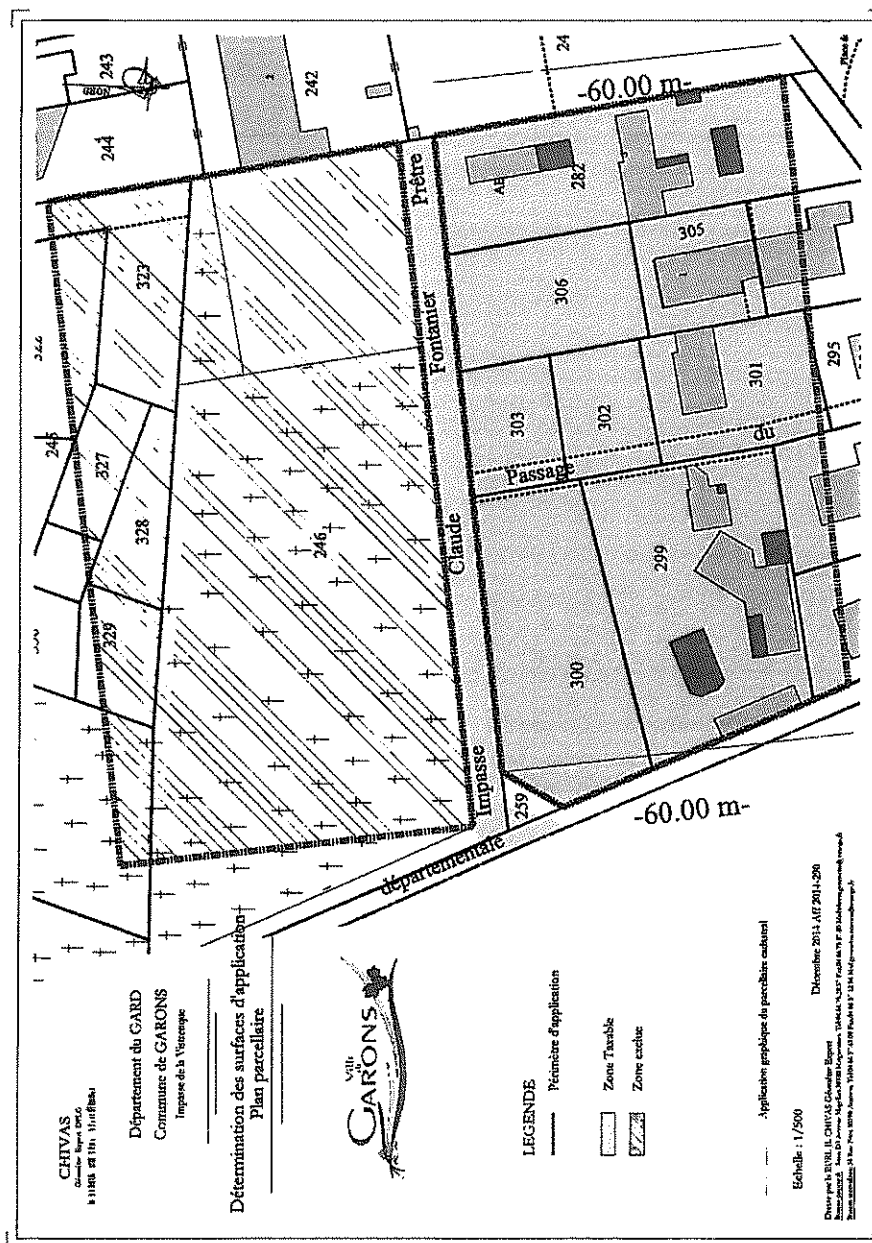 CHIVAS
Département du GARD
Commune de GARONS
Impasse de la Vistrenque
Détermination des surfaces d'application
Plan parcellaire
Ville de
GARONS
LEGENDE
Périmètre d'application
Zone Taxable
Zone exclue
Application graphique du parcellaire cadastral
Echelle : 1/500
Décembre 2014 Aff 2014-290
243
244
242
24
-60.00 m-
Place de
NORD
245
323
327
328
329
246
Impasse Claude Fontanier Prêtre
AE
282
305
306
303
302
301
295
Passage du
300
299
259
départementale
-60.00 m-